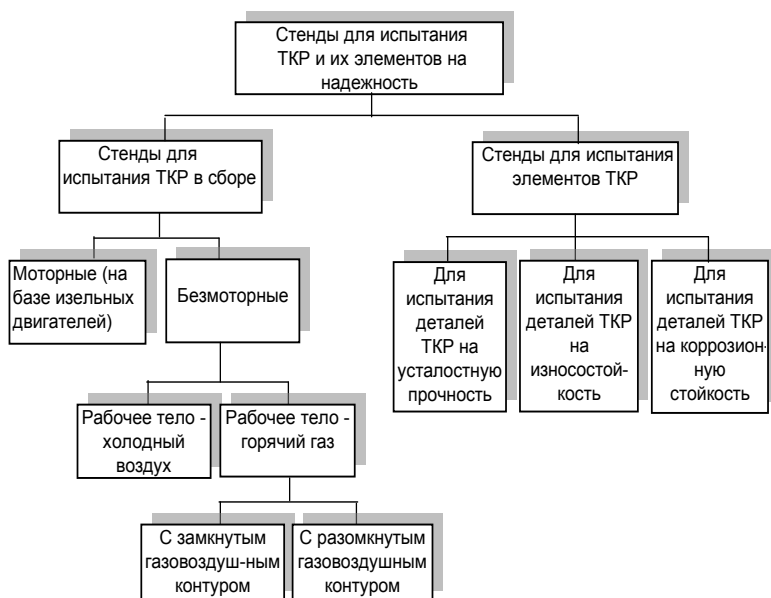 Стенды для испытания
ТКР и их элементов на
надежность
Стенды для
испытания ТКР в сборе
Стенды для испытания
элементов ТКР
Моторные (на
базе изельных
двигателей)
Безмоторные
Для
испытания
деталей
ТКР на
усталостную
прочность
Для
испытания
деталей ТКР
на
износостой-
кость
Для
испытания
деталей ТКР
на коррозион-
ную
стойкость
Рабочее тело -
холодный
воздух
Рабочее тело -
горячий газ
С замкнутым
газовоздуш-ным
контуром
С разомкнутым
газовоздушным
контуром